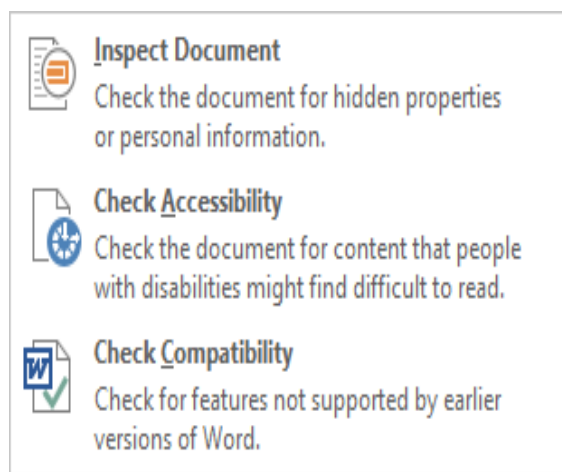 Inspect Document
Check the document for hidden properties
or personal information.
Check Accessibility
Check the document for content that people
with disabilities might find difficult to read.
Check Compatibility
Check for features not supported by earlier
versions of Word.